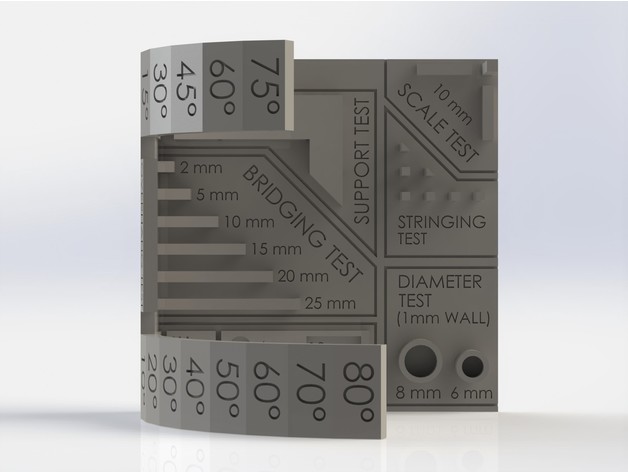 15°
30°
45°
60°
75°
2 mm
5 mm
10 mm
15 mm
20 mm
25 mm
BRIDGING TEST
SUPPORT TEST
10 mm
SCALE TEST
STRINGING
TEST
DIAMETER
TEST
(1mm WALL)
8 mm
6 mm
10°
20°
30°
40°
50°
60°
70°
80°